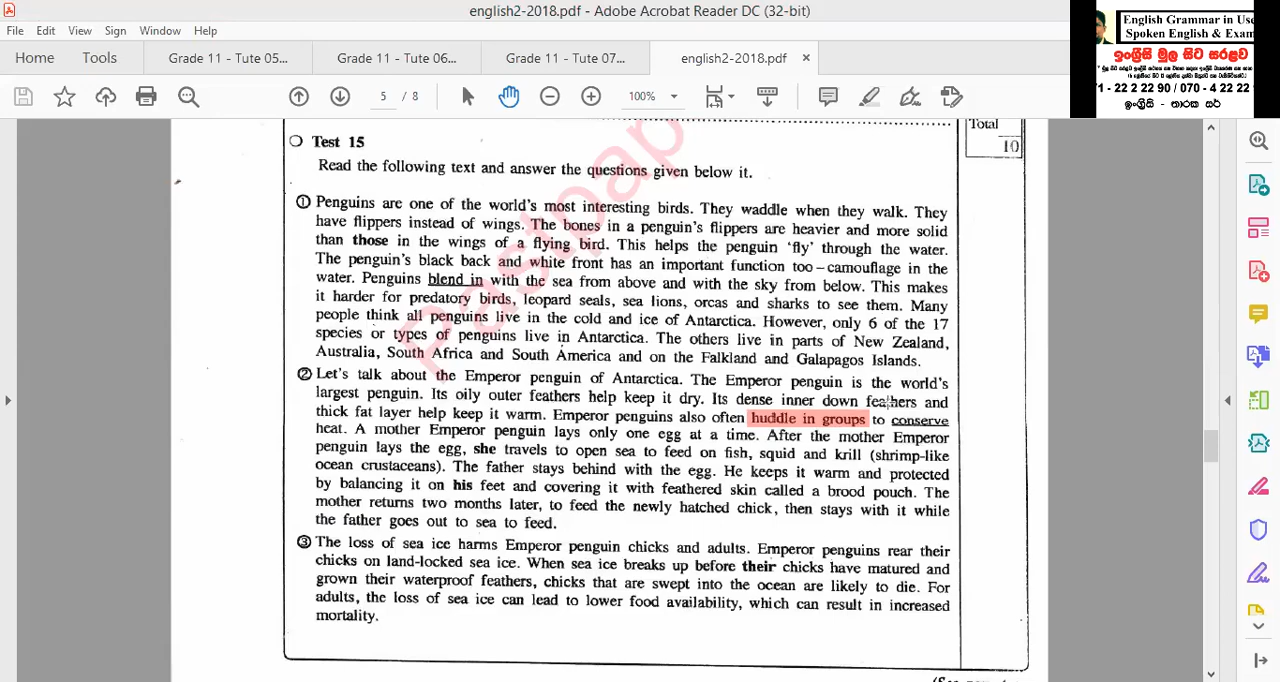 english2-2018.pdf - Adobe Acrobat Reader DC (32-bit)
File Edit View Sign Window Help
Home Tools Grade 11 - Tute 05... Grade 11 - Tute 06... Grade 11 - Tute 07... english2-2018.pdf ×
5 / 8 100%
English Grammar in Use
Spoken English & Exam
ඉංග්‍රීසි මුල සිට සරළව
71 - 22 2 22 90 / 070 - 4 22 22
ඉංග්‍රීසි - තාරක සර්
Total
10
Test 15
Read the following text and answer the questions given below it.
① Penguins are one of the world's most interesting birds. They waddle when they walk. They
have flippers instead of wings. The bones in a penguin's flippers are heavier and more solid
than those in the wings of a flying bird. This helps the penguin 'fly' through the water.
The penguin's black back and white front has an important function too – camouflage in the
water. Penguins blend in with the sea from above and with the sky from below. This makes
it harder for predatory birds, leopard seals, sea lions, orcas and sharks to see them. Many
people think all penguins live in the cold and ice of Antarctica. However, only 6 of the 17
species or types of penguins live in Antarctica. The others live in parts of New Zealand,
Australia, South Africa and South America and on the Falkland and Galapagos Islands.
② Let's talk about the Emperor penguin of Antarctica. The Emperor penguin is the world's
largest penguin. Its oily outer feathers help keep it dry. Its dense inner down feathers and
thick fat layer help keep it warm. Emperor penguins also often huddle in groups to conserve
heat. A mother Emperor penguin lays only one egg at a time. After the mother Emperor
penguin lays the egg, she travels to open sea to feed on fish, squid and krill (shrimp-like
ocean crustaceans). The father stays behind with the egg. He keeps it warm and protected
by balancing it on his feet and covering it with feathered skin called a brood pouch. The
mother returns two months later, to feed the newly hatched chick, then stays with it while
the father goes out to sea to feed.
③ The loss of sea ice harms Emperor penguin chicks and adults. Emperor penguins rear their
chicks on land-locked sea ice. When sea ice breaks up before their chicks have matured and
grown their waterproof feathers, chicks that are swept into the ocean are likely to die. For
adults, the loss of sea ice can lead to lower food availability, which can result in increased
mortality.
Pastpap